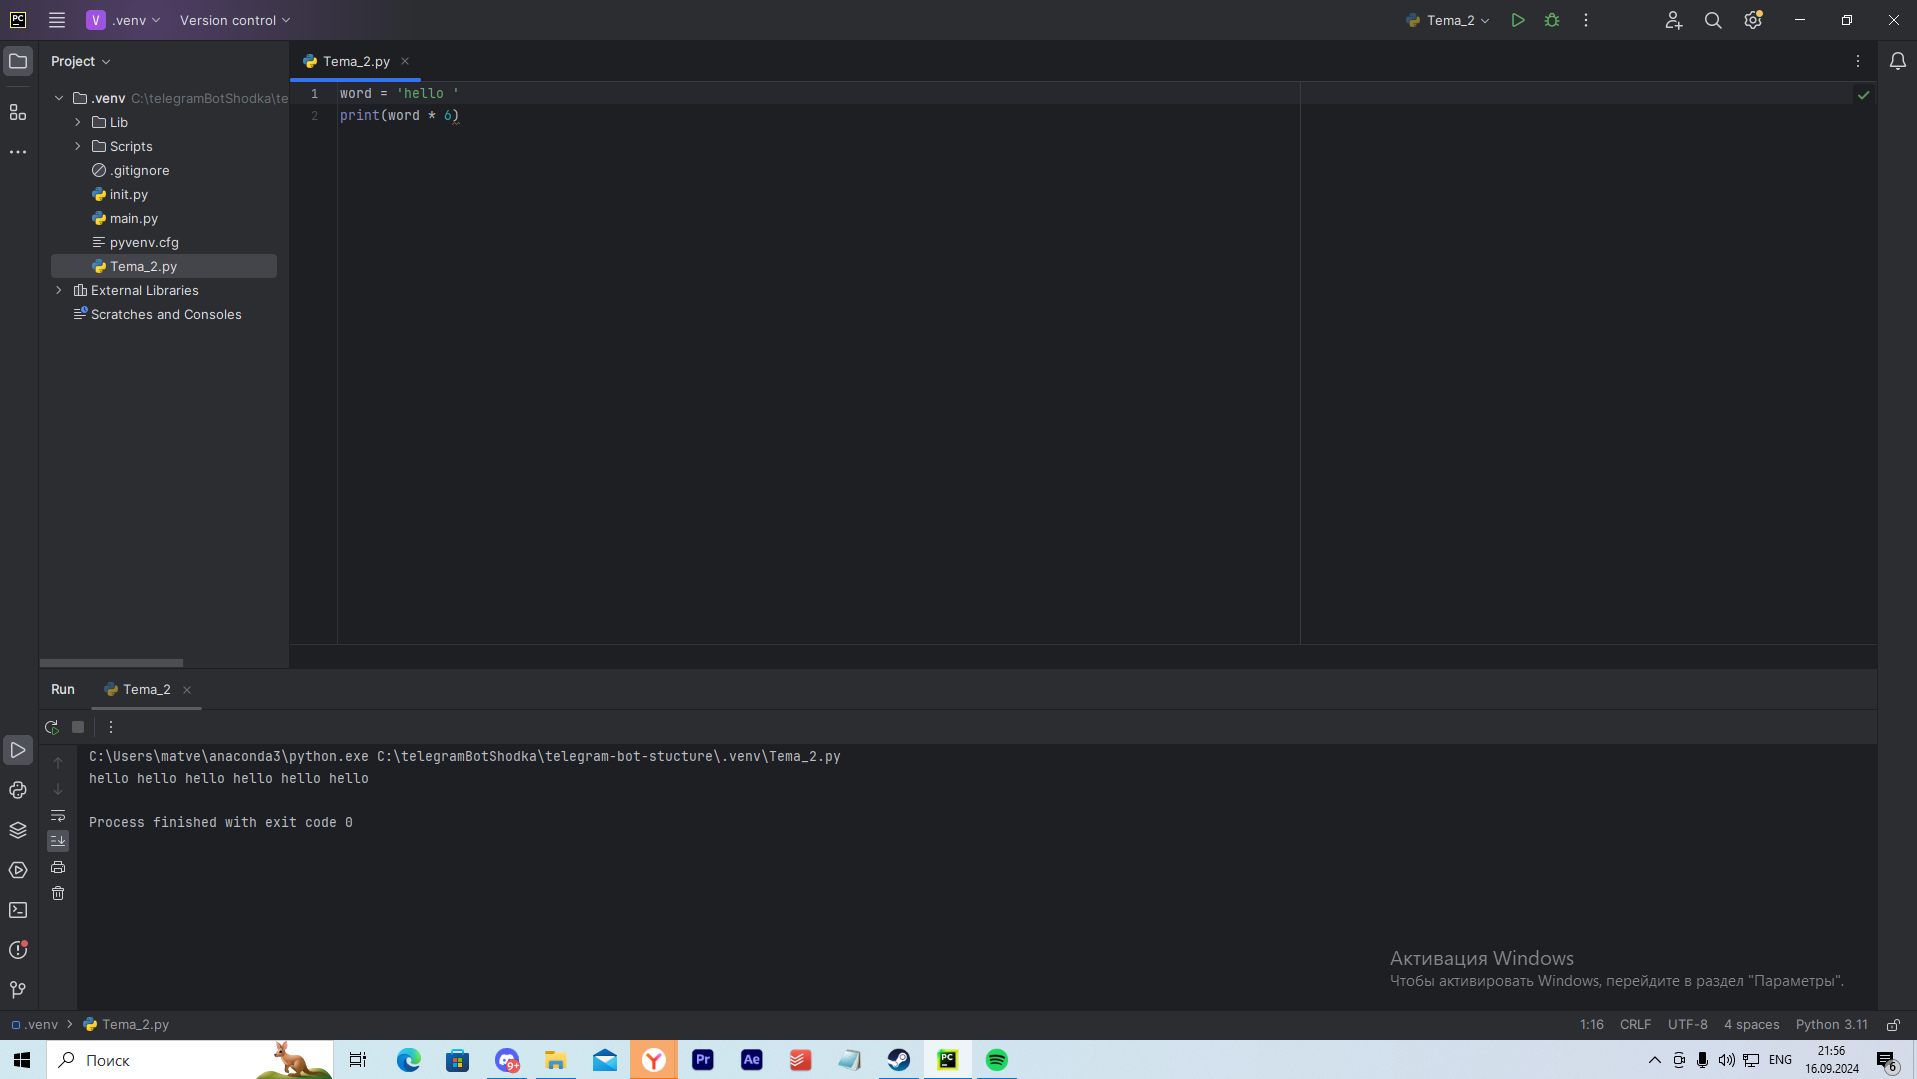 PC V .venv Version control Tema_2
Project
Tema_2.py
.venv C:\telegramBotShodka\te
Lib
Scripts
.gitignore
init.py
main.py
pyvenv.cfg
Tema_2.py
External Libraries
Scratches and Consoles
1 word = 'hello '
2 print(word * 6)
Run Tema_2
C:\Users\matve\anaconda3\python.exe C:\telegramBotShodka\telegram-bot-stucture\.venv\Tema_2.py
hello hello hello hello hello hello
Process finished with exit code 0
Активация Windows
Чтобы активировать Windows, перейдите в раздел "Параметры".
.venv Tema_2.py 1:16 CRLF UTF-8 4 spaces Python 3.11
Поиск 9+ Y Pr Ae PC ENG 21:56
16.09.2024 6